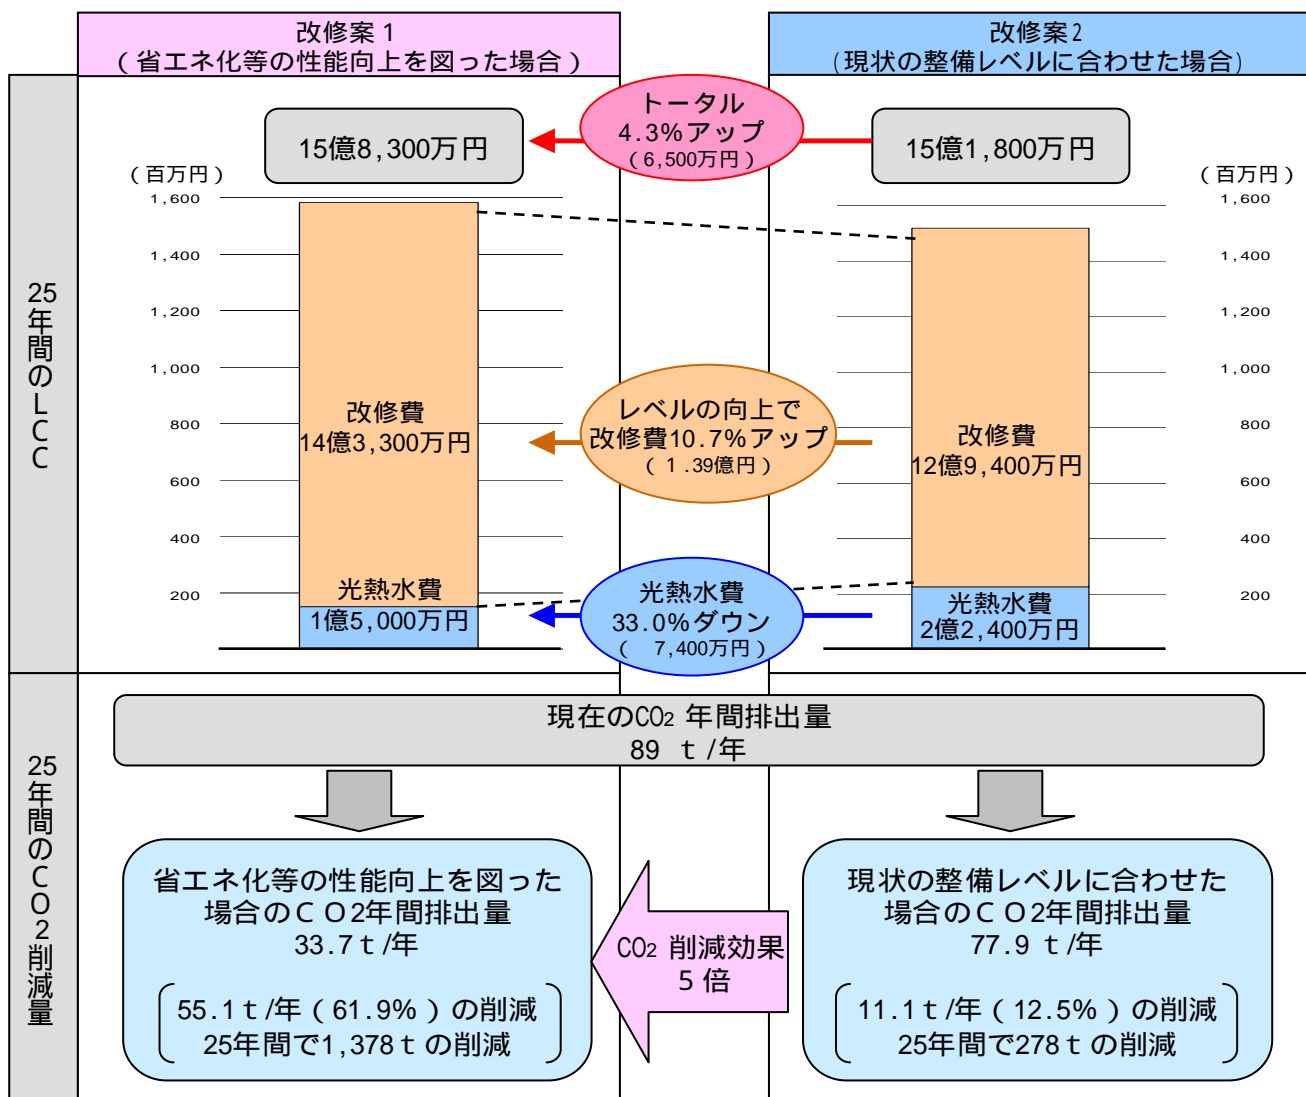 改修案１
（省エネ化等の性能向上を図った場合）
改修案２
(現状の整備レベルに合わせた場合)
25年間のＬＣＣ
15億8,300万円
トータル
4.3%アップ
（6,500万円）
15億1,800万円
（百万円）
1,600
1,400
1,200
1,000
800
600
400
200
改修費
14億3,300万円
光熱水費
1億5,000万円
レベルの向上で
改修費10.7%アップ
（１.39億円）
光熱水費
33.0%ダウン
（ 7,400万円）
（百万円）
1,600
1,400
1,200
1,000
800
600
400
200
改修費
12億9,400万円
光熱水費
2億2,400万円
25年間のＣＯ２削減量
現在のCO2 年間排出量
89 ｔ/年
省エネ化等の性能向上を図った
場合のＣＯ2年間排出量
33.7ｔ/年
55.1ｔ/年（61.9%）の削減
25年間で1,378ｔの削減
CO2 削減効果
５倍
現状の整備レベルに合わせた
場合のＣＯ2年間排出量
77.9 ｔ/年
11.1ｔ/年（12.5%）の削減
25年間で278ｔの削減